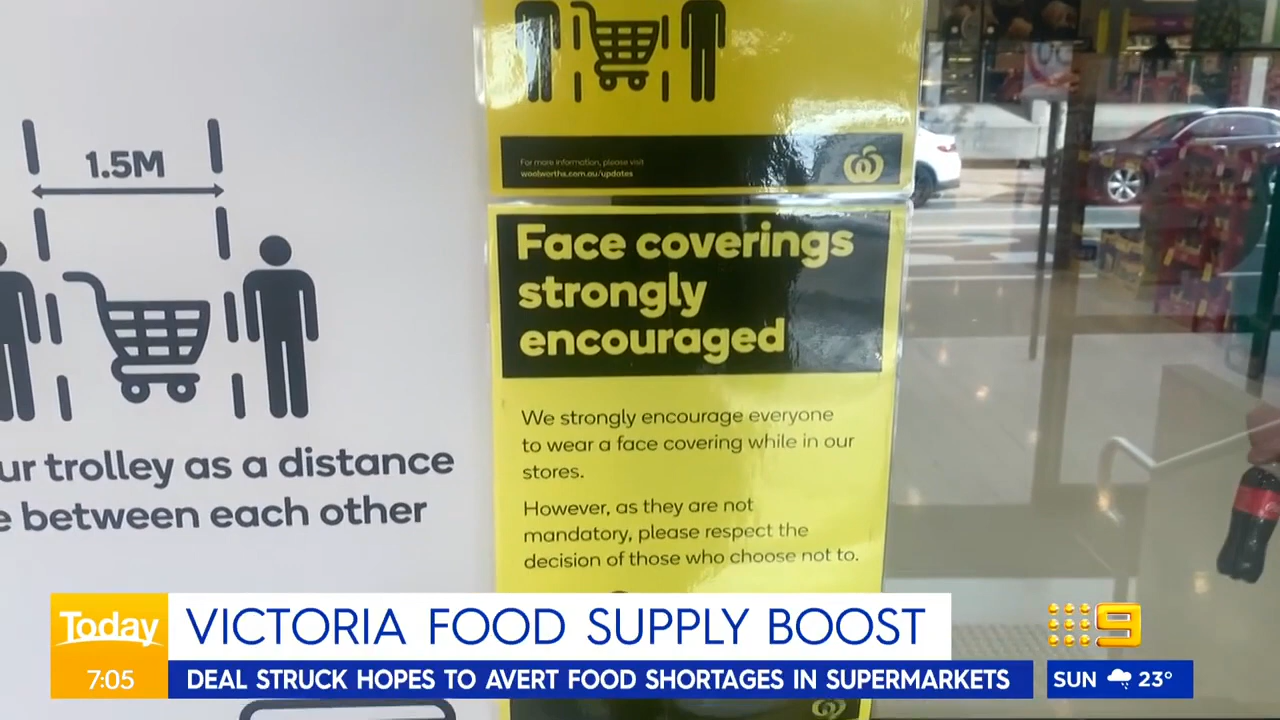 1.5M
ur trolley as a distance
e between each other
For more information, please visit
woolworths.com.au/updates
Face coverings
strongly
encouraged
We strongly encourage everyone
to wear a face covering while in our
stores.
However, as they are not
mandatory, please respect the
decision of those who choose not to.
Today
7:05
VICTORIA FOOD SUPPLY BOOST
DEAL STRUCK HOPES TO AVERT FOOD SHORTAGES IN SUPERMARKETS
9
SUN 23°